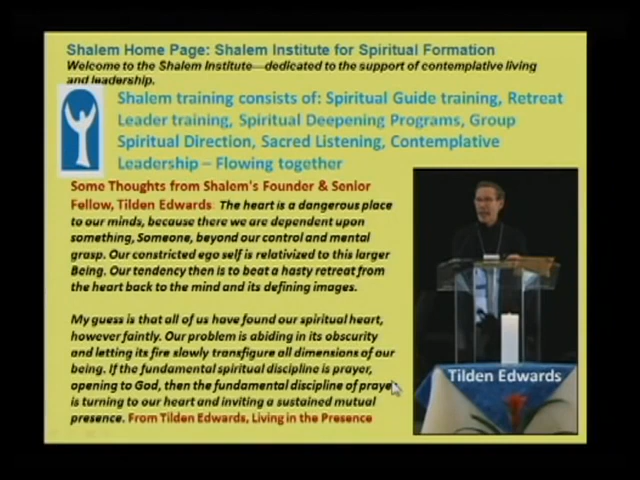 Shalem Home Page: Shalem Institute for Spiritual Formation
Welcome to the Shalem Institute—dedicated to the support of contemplative living
and leadership.
Shalem training consists of: Spiritual Guide training, Retreat
Leader training, Spiritual Deepening Programs, Group
Spiritual Direction, Sacred Listening, Contemplative
Leadership – Flowing together
Some Thoughts from Shalem's Founder & Senior
Fellow, Tilden Edwards The heart is a dangerous place
to our minds, because there we are dependent upon
something, Someone, beyond our control and mental
grasp. Our constricted ego self is relativized to this larger
Being. Our tendency then is to beat a hasty retreat from
the heart back to the mind and its defining images.
My guess is that all of us have found our spiritual heart,
however faintly. Our problem is abiding in its obscurity
and letting its fire slowly transfigure all dimensions of our
being. If the fundamental spiritual discipline is prayer,
opening to God, then the fundamental discipline of praye
is turning to our heart and inviting a sustained mutual
presence. From Tilden Edwards, Living in the Presence
Tilden Edwards